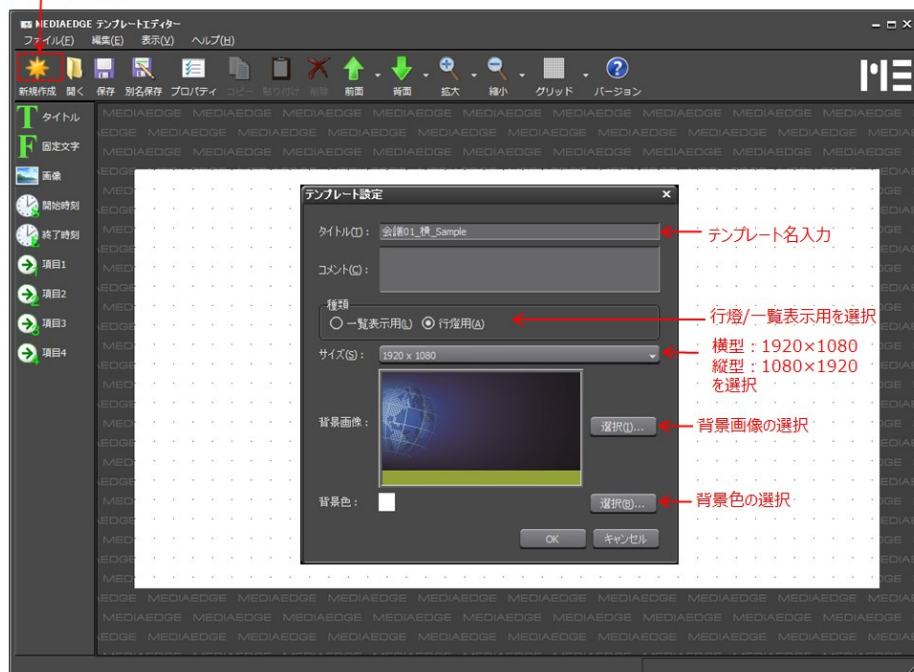 MEDIAEDGE テンプレートエディター
ファイル(F) 編集(E) 表示(V) ヘルプ(H)
新規作成 開く 保存 別名保存 プロパティ コピー 貼り付け 削除 前面 背面 拡大 縮小 グリッド バージョン
タイトル
固定文字
画像
開始時刻
終了時刻
項目1
項目2
項目3
項目4
テンプレート設定
タイトル(T)： 会議01_横_Sample
テンプレート名入力
コメント(C)：
種類
一覧表示用(L) 行燈用(A)
行燈/一覧表示用を選択
サイズ(S)： 1920 x 1080
横型：1920×1080
縦型：1080×1920
を選択
背景画像： 選択(I)...
背景画像の選択
背景色： 選択(B)...
背景色の選択
OK キャンセル